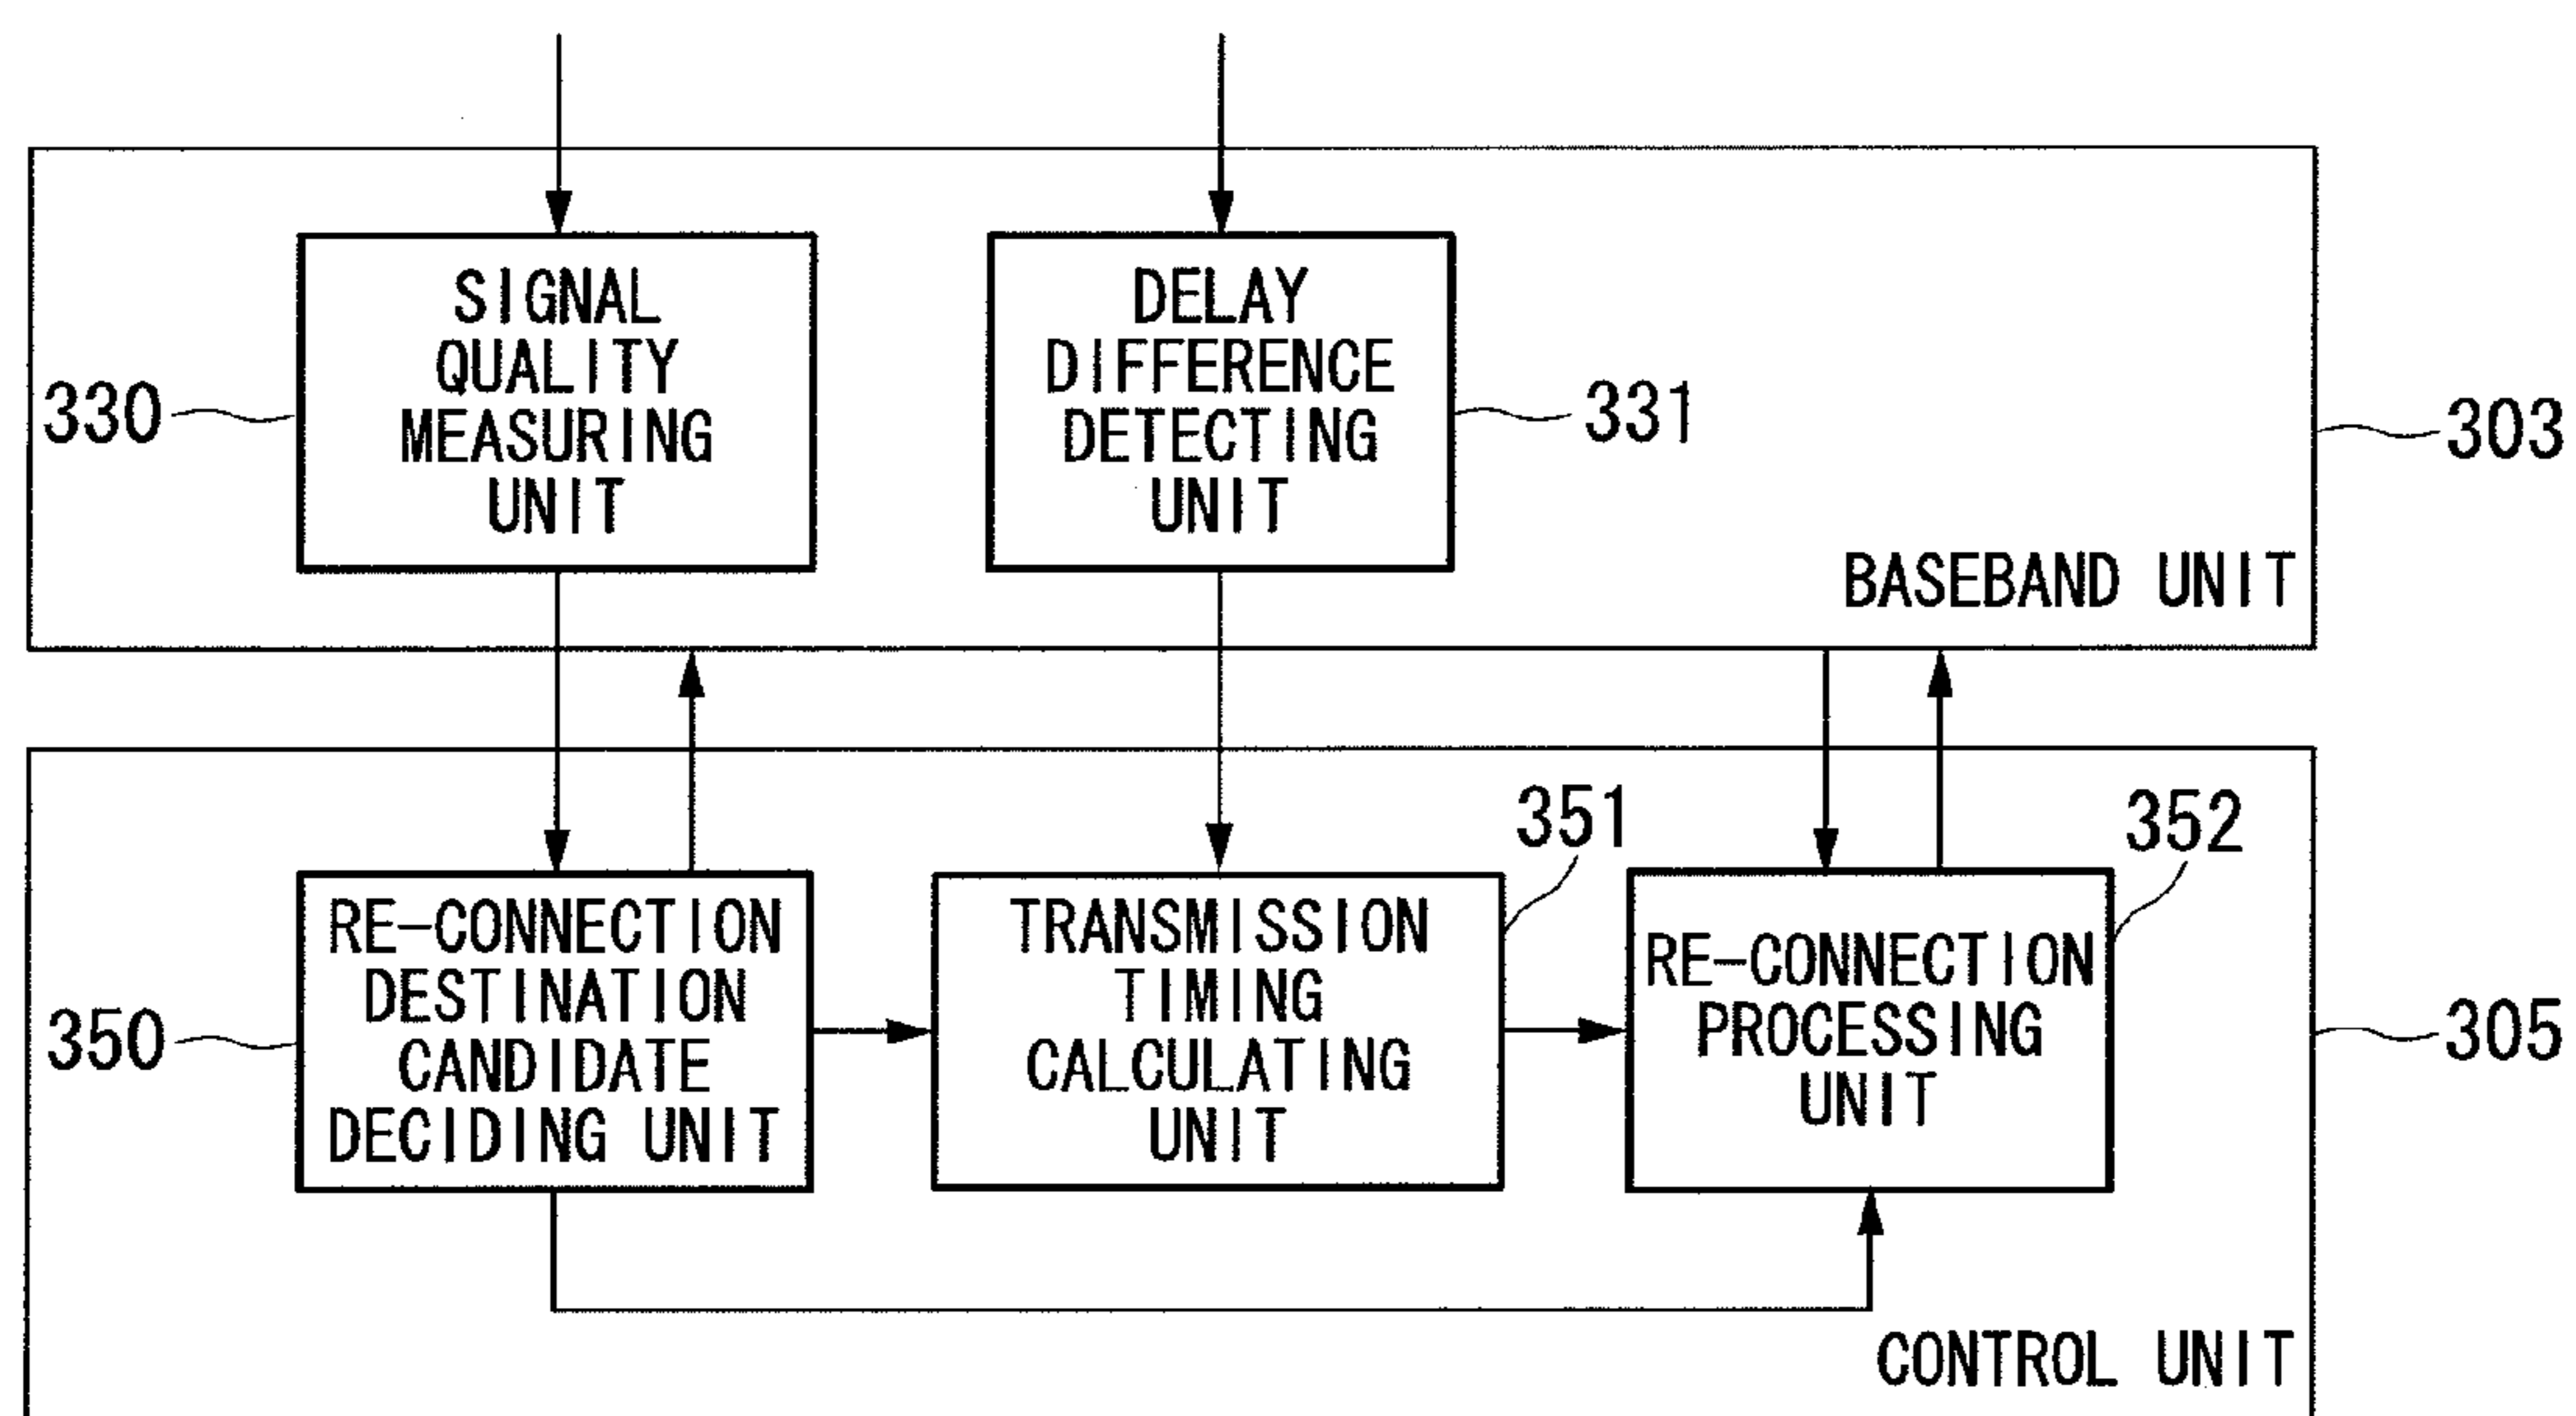 SIGNAL
QUALITY
MEASURING
UNIT
330
DELAY
DIFFERENCE
DETECTING
UNIT
331
303
BASEBAND UNIT
RE-CONNECTION
DESTINATION
CANDIDATE
DECIDING UNIT
350
TRANSMISSION
TIMING
CALCULATING
UNIT
351
RE-CONNECTION
PROCESSING
UNIT
352
305
CONTROL UNIT